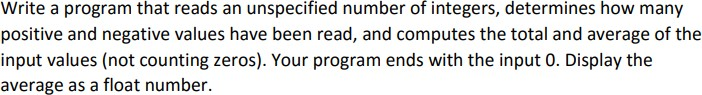 Write a program that reads an unspecified number of integers, determines how many
positive and negative values have been read, and computes the total and average of the
input values (not counting zeros). Your program ends with the input 0. Display the
average as a float number.